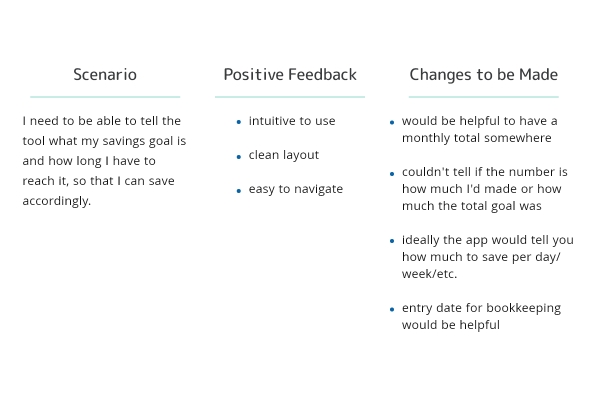 Scenario
I need to be able to tell the
tool what my savings goal is
and how long I have to
reach it, so that I can save
accordingly.
Positive Feedback
• intuitive to use
• clean layout
• easy to navigate
Changes to be Made
• would be helpful to have a
monthly total somewhere
• couldn't tell if the number is
how much I'd made or how
much the total goal was
• ideally the app would tell you
how much to save per day/
week/etc.
• entry date for bookkeeping
would be helpful